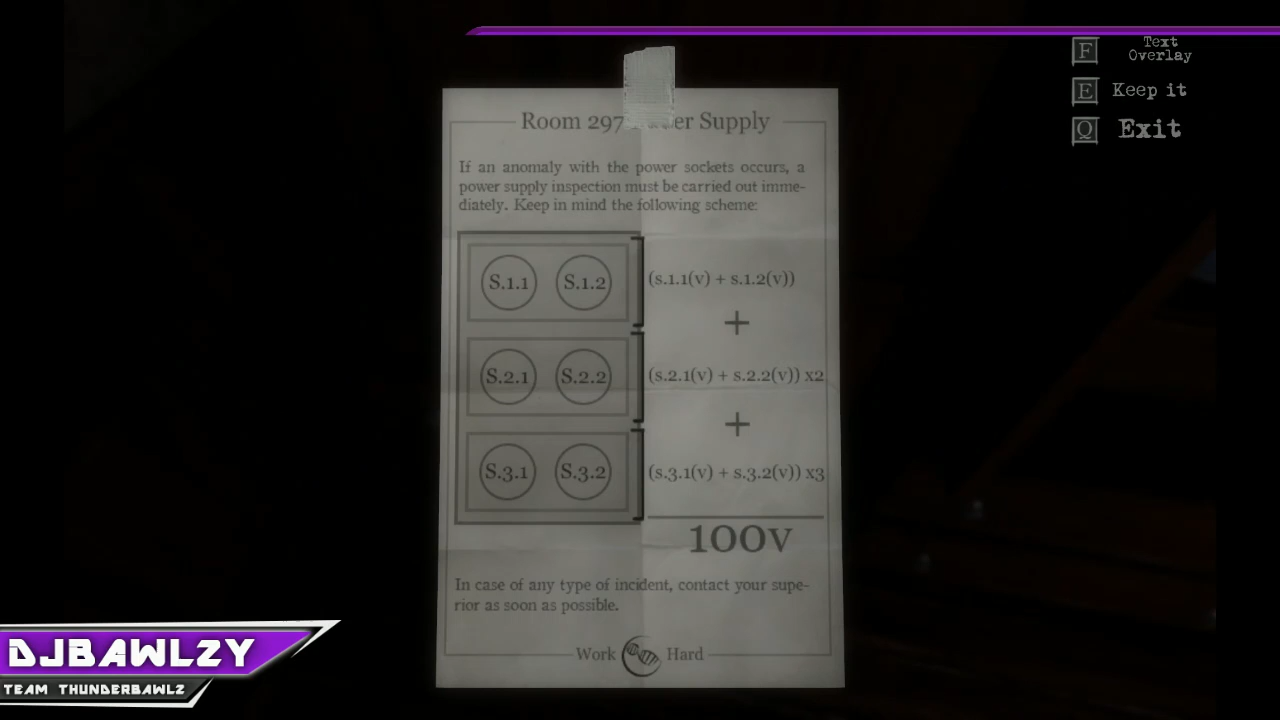 F Text
Overlay
E Keep it
Q Exit
Room 297 Supply
If an anomaly with the power sockets occurs, a
power supply inspection must be carried out imme-
diately. Keep in mind the following scheme:
S.1.1 S.1.2 (s.1.1(v) + s.1.2(v))
+
S.2.1 S.2.2 (s.2.1(v) + s.2.2(v)) x2
+
S.3.1 S.3.2 (s.3.1(v) + s.3.2(v)) x3
100V
In case of any type of incident, contact your supe-
rior as soon as possible.
Work Hard
DJBAWLZY
TEAM THUNDERBAWLZ